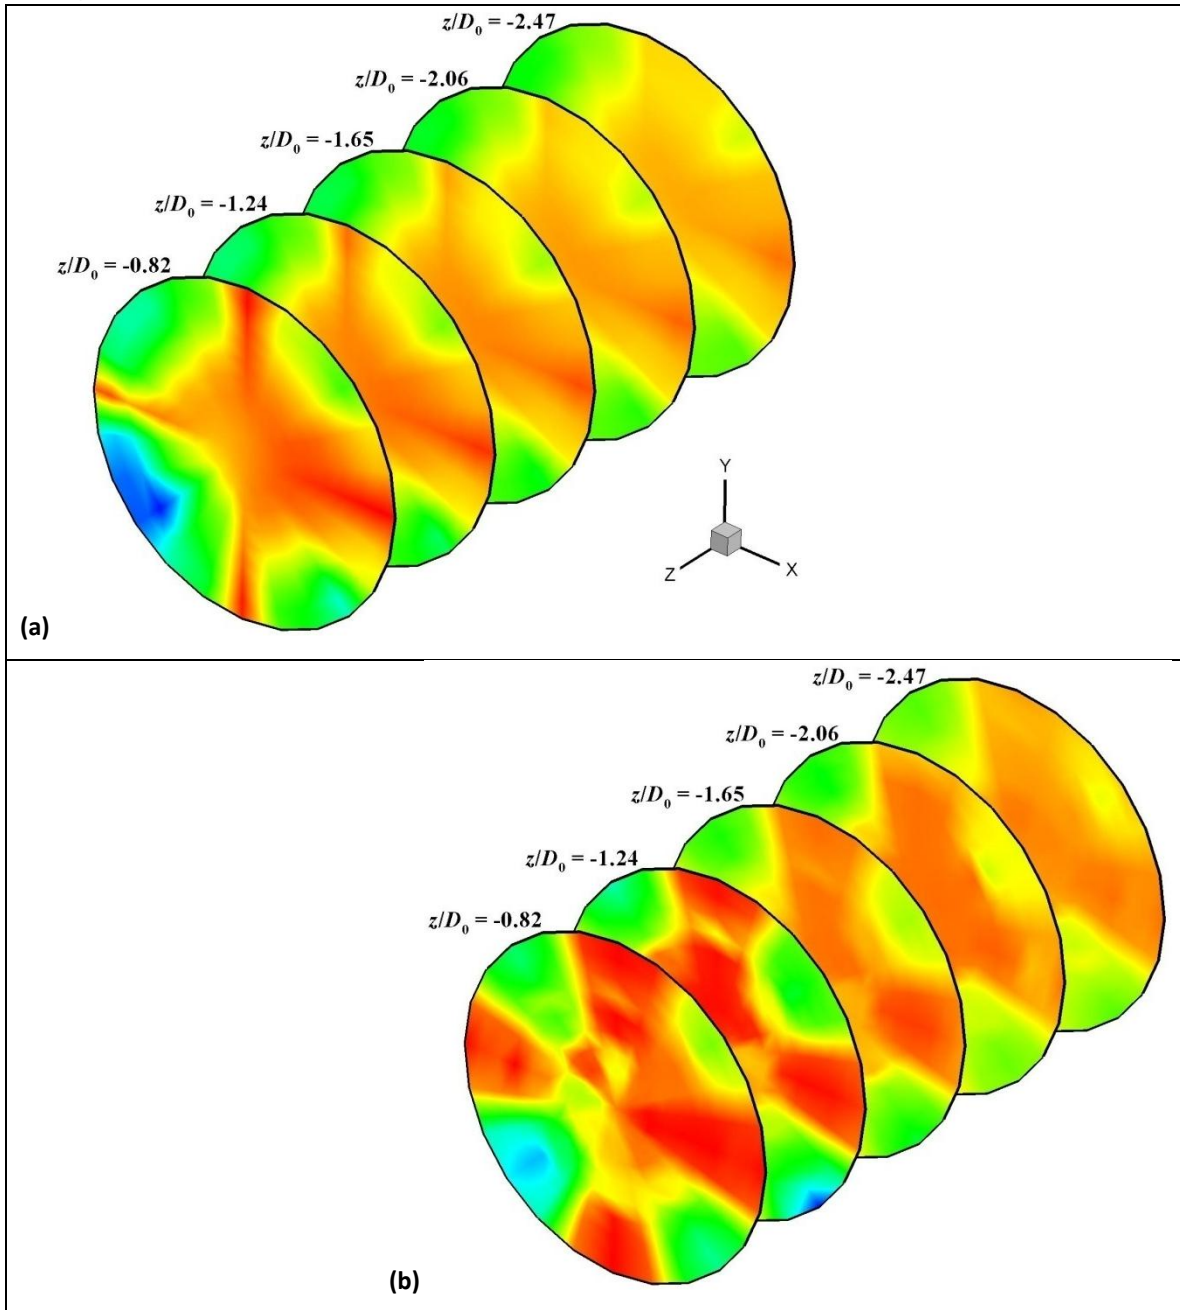 z/D₀ = -2.47
z/D₀ = -2.06
z/D₀ = -1.65
z/D₀ = -1.24
z/D₀ = -0.82
Y
Z
X
(a)
z/D₀ = -2.47
z/D₀ = -2.06
z/D₀ = -1.65
z/D₀ = -1.24
z/D₀ = -0.82
(b)